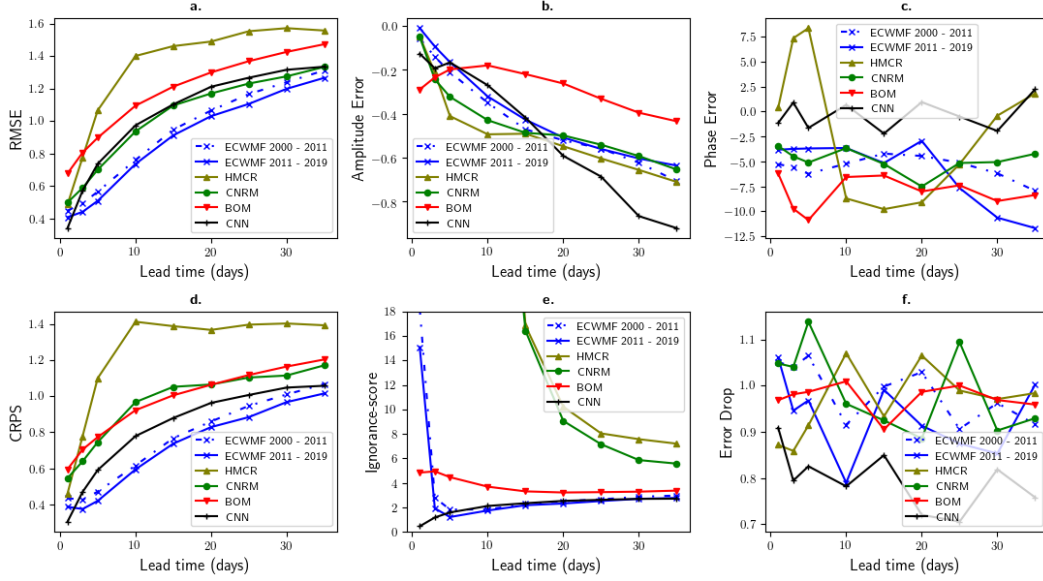 a.
1.6
1.4
1.2
1.0
0.8
0.6
0.4
RMSE
ECWMF 2000 - 2011
ECWMF 2011 - 2019
HMCR
CNRM
BOM
CNN
0
10
20
30
Lead time (days)
b.
0.0
−0.2
−0.4
−0.6
−0.8
Amplitude Error
ECWMF 2000 - 2011
ECWMF 2011 - 2019
HMCR
CNRM
BOM
CNN
0
10
20
30
Lead time (days)
c.
7.5
5.0
2.5
0.0
−2.5
−5.0
−7.5
−10.0
−12.5
Phase Error
ECWMF 2000 - 2011
ECWMF 2011 - 2019
HMCR
CNRM
BOM
CNN
0
10
20
30
Lead time (days)
d.
1.4
1.2
1.0
0.8
0.6
0.4
CRPS
ECWMF 2000 - 2011
ECWMF 2011 - 2019
HMCR
CNRM
BOM
CNN
0
10
20
30
Lead time (days)
e.
18
16
14
12
10
8
6
4
2
0
Ignorance-score
ECWMF 2000 - 2011
ECWMF 2011 - 2019
HMCR
CNRM
BOM
CNN
0
10
20
30
Lead time (days)
f.
1.1
1.0
0.9
0.8
0.7
Error Drop
ECWMF 2000 - 2011
ECWMF 2011 - 2019
HMCR
CNRM
BOM
CNN
0
10
20
30
Lead time (days)